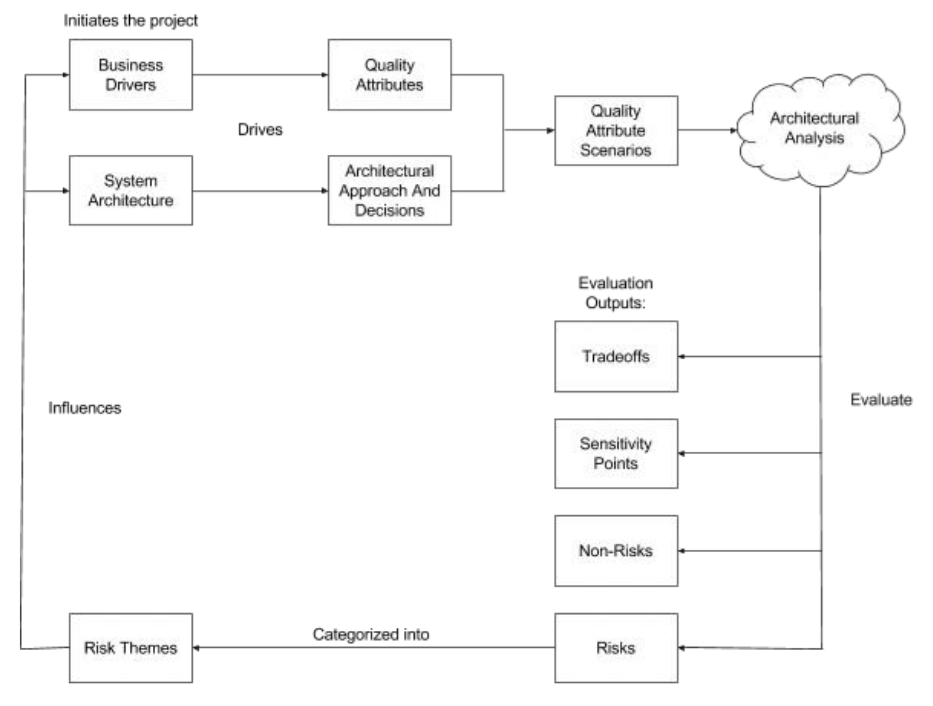 Initiates the project
Business
Drivers
Quality
Attributes
Drives
System
Architecture
Architectural
Approach And
Decisions
Quality
Attribute
Scenarios
Architectural
Analysis
Evaluation
Outputs:
Tradeoffs
Sensitivity
Points
Non-Risks
Risks
Evaluate
Categorized into
Risk Themes
Influences